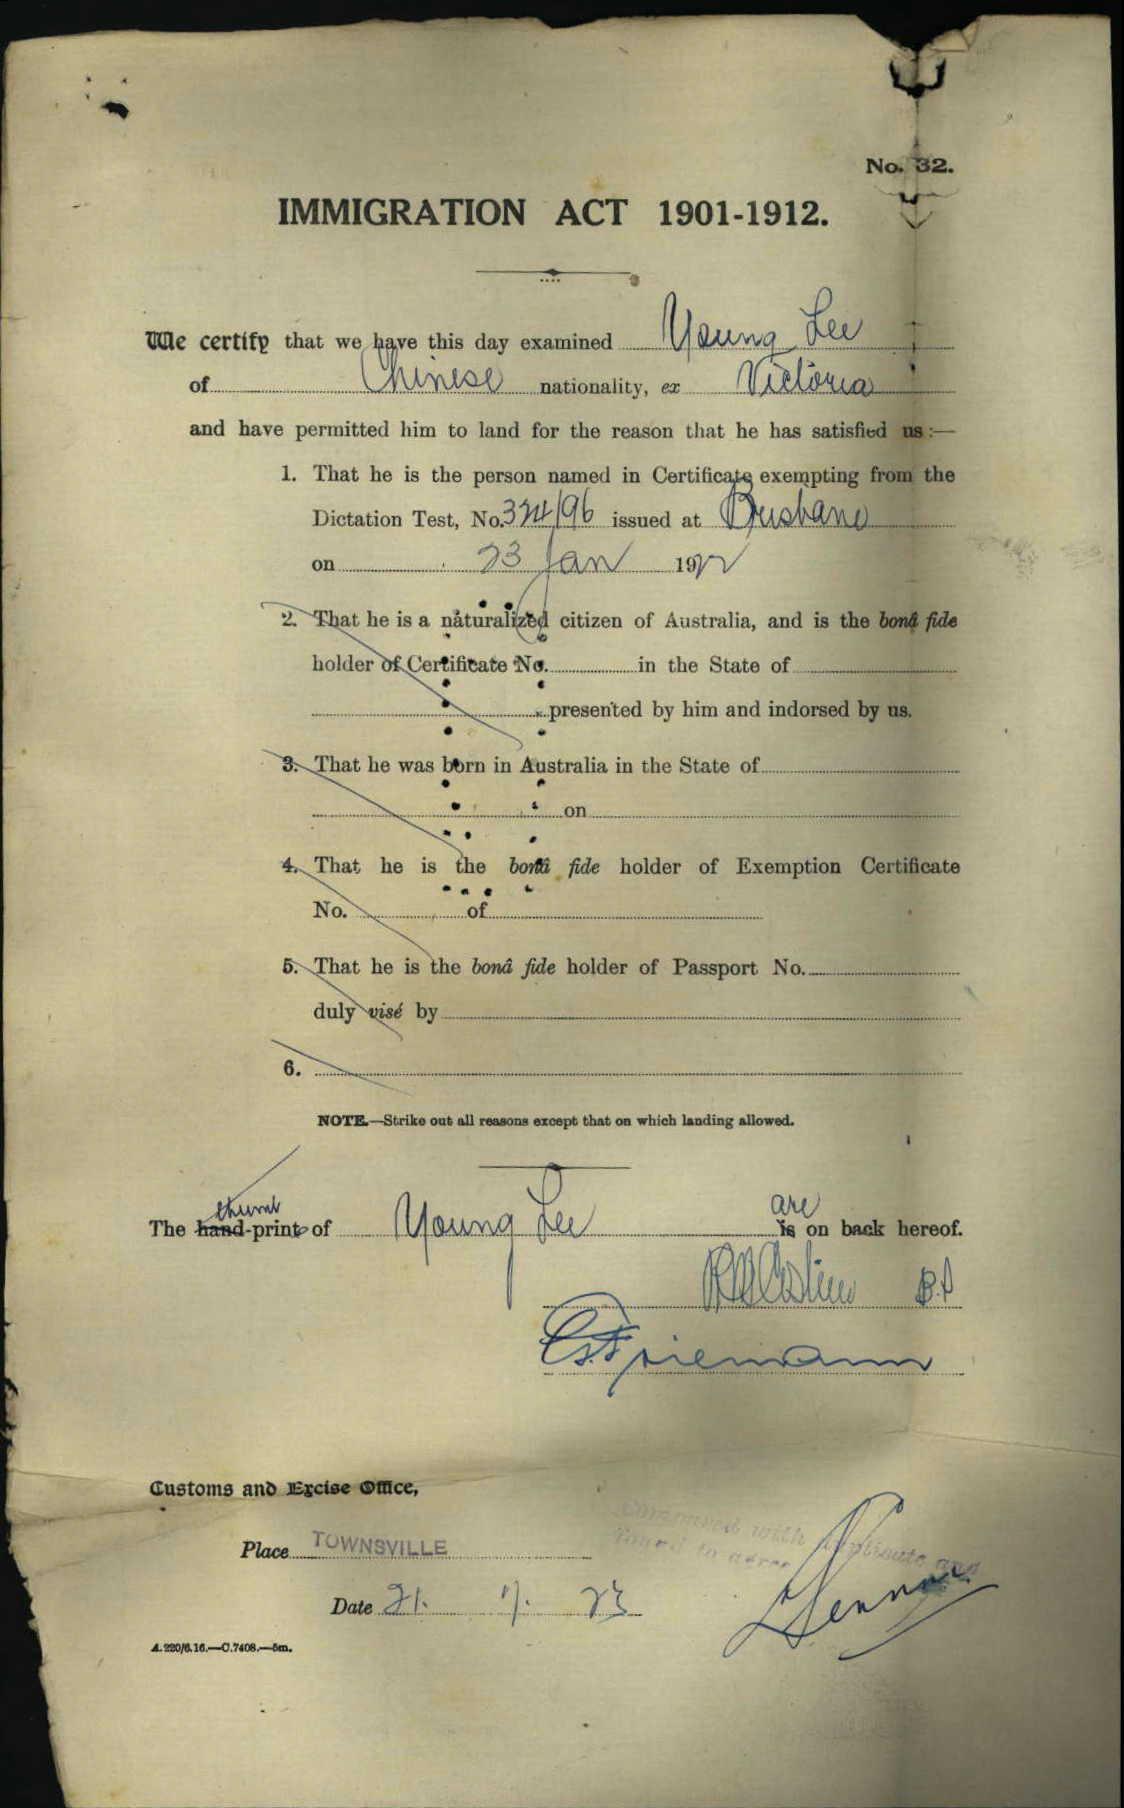 No. 32.
IMMIGRATION ACT 1901-1912.
We certify that we have this day examined Young Lee
of Chinese nationality, ex Victoria
and have permitted him to land for the reason that he has satisfied us:—
1. That he is the person named in Certificate exempting from the
Dictation Test, No. 324/96 issued at Brisbane
on 23 Jan 1922
2. That he is a naturalized citizen of Australia, and is the bonâ fide
holder of Certificate No. in the State of
presented by him and indorsed by us.
3. That he was born in Australia in the State of
on
4. That he is the bonâ fide holder of Exemption Certificate
No. of
5. That he is the bonâ fide holder of Passport No.
duly visé by
6.
NOTE.—Strike out all reasons except that on which landing allowed.
thumb are
The hand-prints of Young Lee is on back hereof.
Customs and Excise Office,
Compared with duplicate and
found to agree
Place TOWNSVILLE
Date 21. 7. 23
A.220/6.16.—C.7408.—5m.